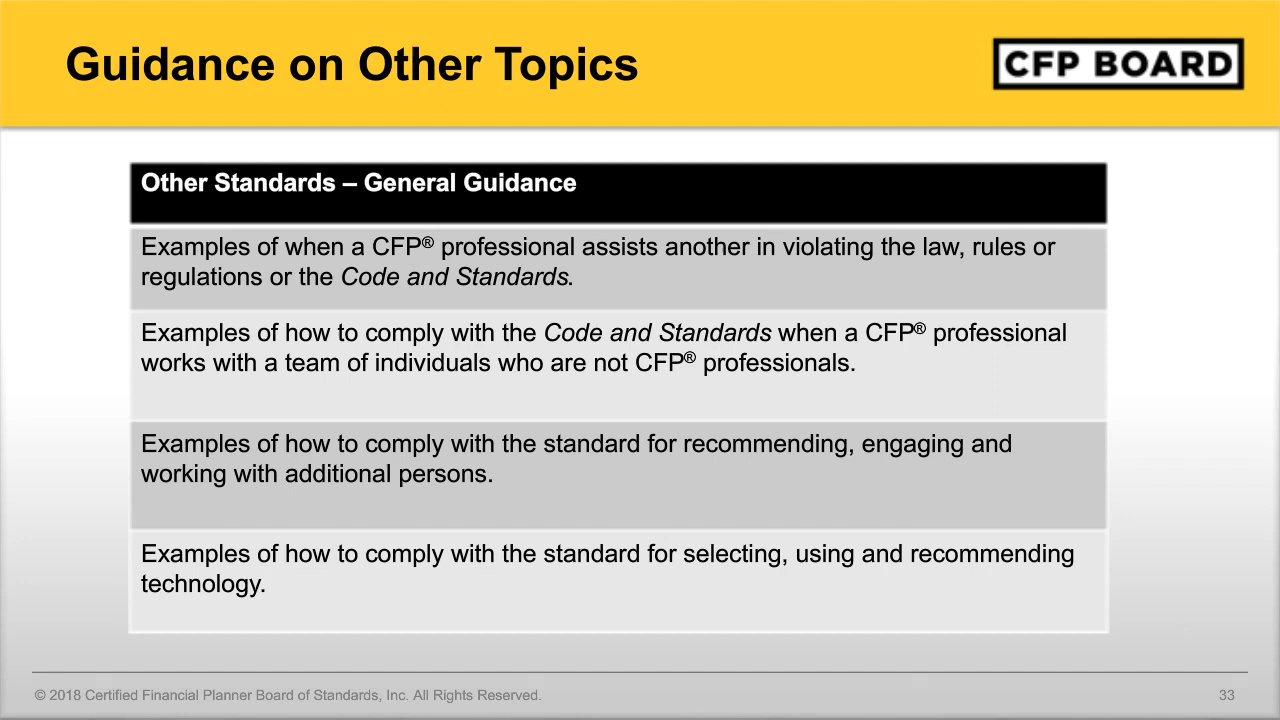 Guidance on Other Topics
CFP BOARD
Other Standards – General Guidance
Examples of when a CFP® professional assists another in violating the law, rules or
regulations or the Code and Standards.
Examples of how to comply with the Code and Standards when a CFP® professional
works with a team of individuals who are not CFP® professionals.
Examples of how to comply with the standard for recommending, engaging and
working with additional persons.
Examples of how to comply with the standard for selecting, using and recommending
technology.
© 2018 Certified Financial Planner Board of Standards, Inc. All Rights Reserved.
33